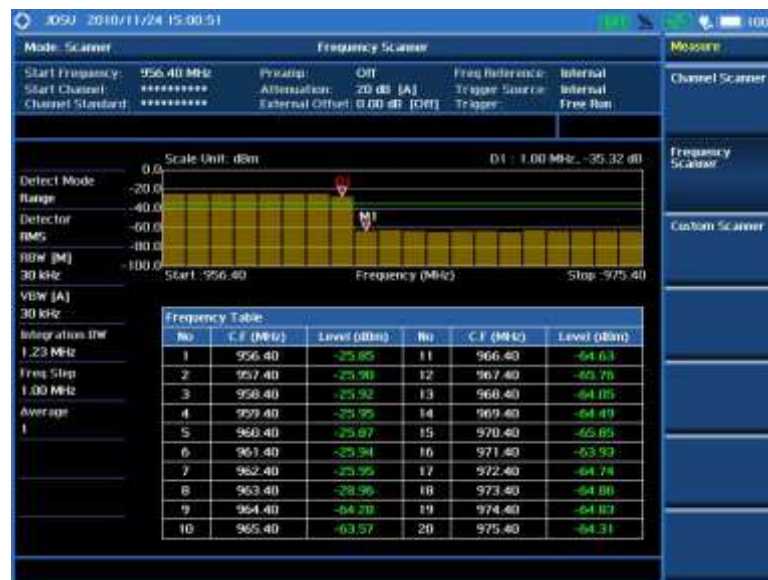 JDSU 2010/11/24 15:00:51
100
Mode: Scanner Frequency Scanner
Measure
Start Frequency: 956.40 MHz Preamp: Off Freq Reference: Internal
Start Channel: ********** Attenuation: 20 dB [A] Trigger Source: Internal
Channel Standard: ********** External Offset: 0.00 dB [Off] Trigger: Free Run
Channel Scanner
Frequency Scanner
Custom Scanner
Scale Unit: dBm D1 : 1.00 MHz, -35.32 dB
0.0
-20.0
-40.0
-60.0
-80.0
-100.0
D1
M1
Start :956.40 Frequency (MHz) Stop :975.40
Detect Mode
Range
Detector
RMS
RBW [M]
30 kHz
VBW [A]
30 kHz
Integration BW
1.23 MHz
Freq Step
1.00 MHz
Average
1
Frequency Table
No C.F (MHz) Level (dBm) No C.F (MHz) Level (dBm)
1 956.40 -25.85 11 966.40 -64.63
2 957.40 -25.90 12 967.40 -65.76
3 958.40 -25.92 13 968.40
4 959.40 -25.95 14 969.40 -64.49
5 960.40 -25.87 15 970.40 -65.85
6 961.40 -25.94 16 971.40 -63.93
7 962.40 -25.95 17 972.40 -64.74
8 963.40 -28.96 18 973.40
9 964.40 -64.28 19 974.40
10 965.40 -63.57 20 975.40 -64.31